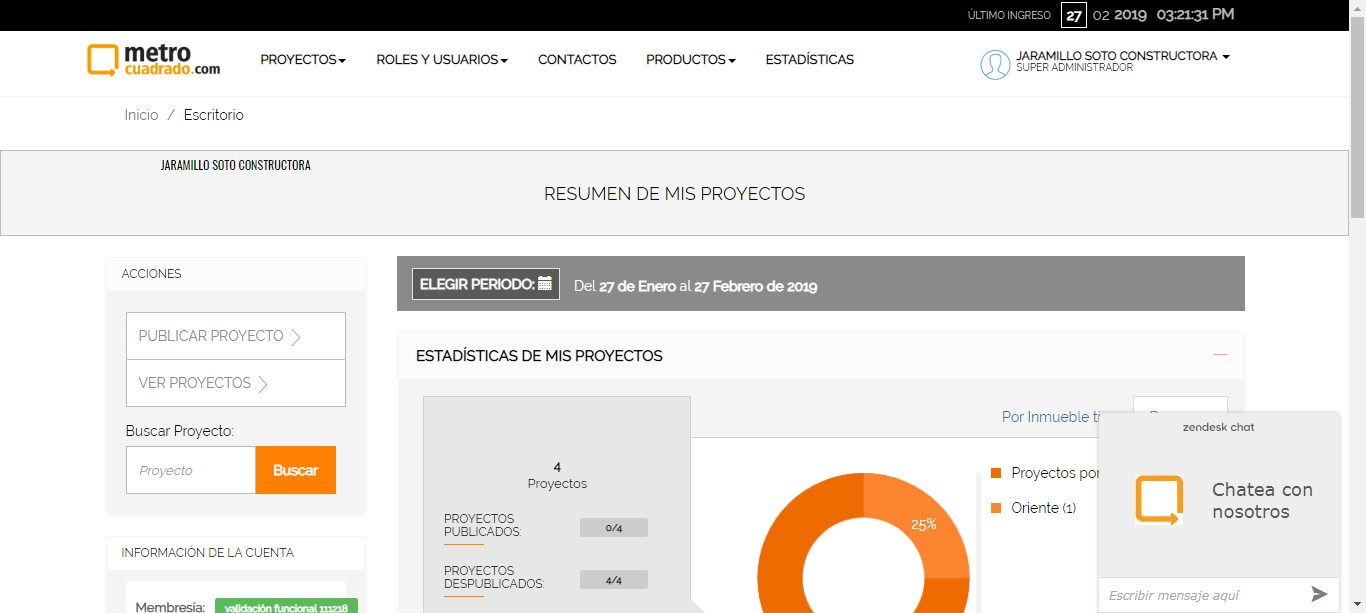 ÚLTIMO INGRESO 27 02 2019 03:21:31 PM
metro
cuadrado.com
PROYECTOS ROLES Y USUARIOS CONTACTOS PRODUCTOS ESTADÍSTICAS
JARAMILLO SOTO CONSTRUCTORA
SUPER ADMINISTRADOR
Inicio / Escritorio
JARAMILLO SOTO CONSTRUCTORA
RESUMEN DE MIS PROYECTOS
ACCIONES
PUBLICAR PROYECTO
VER PROYECTOS
Buscar Proyecto:
Proyecto Buscar
INFORMACIÓN DE LA CUENTA
Membresía: validación funcional 111218
ELEGIR PERIODO: Del 27 de Enero al 27 Febrero de 2019
ESTADÍSTICAS DE MIS PROYECTOS
4
Proyectos
PROYECTOS
PUBLICADOS: 0/4
PROYECTOS
DESPUBLICADOS: 4/4
Por Inmueble
25%
Proyectos por
Oriente (1)
zendesk chat
Chatea con
nosotros
Escribir mensaje aquí